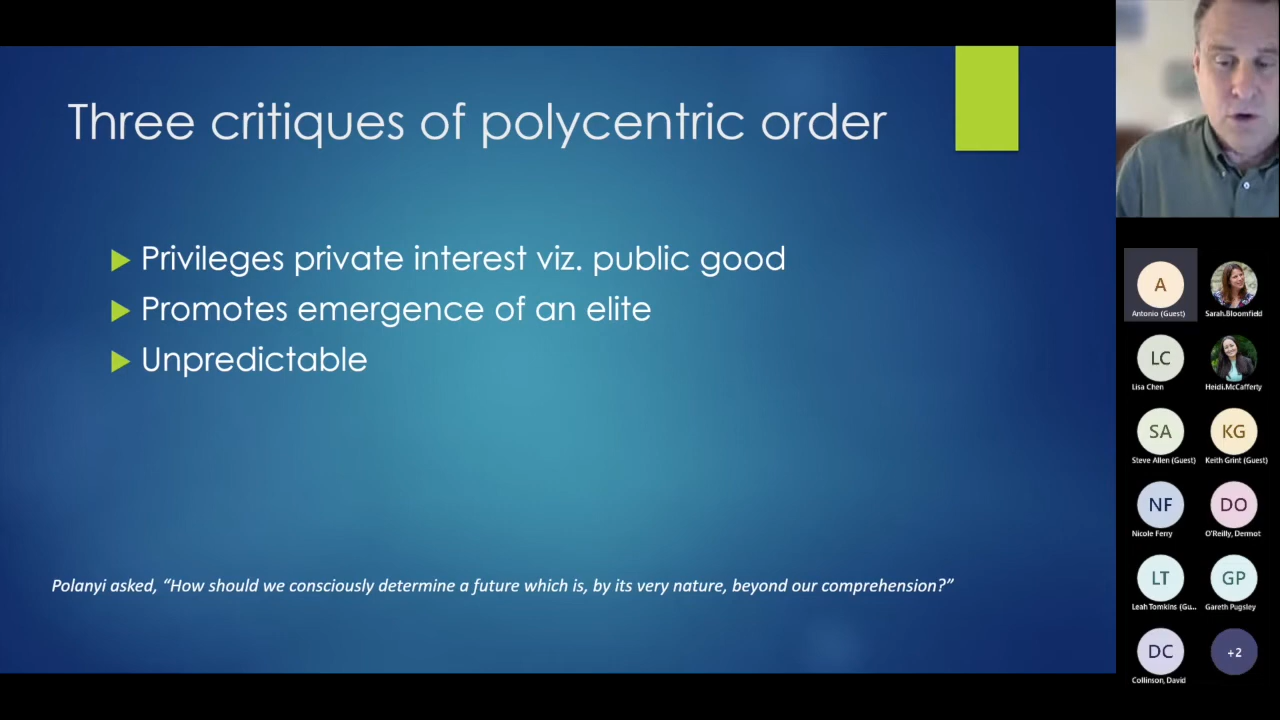 Three critiques of polycentric order
Privileges private interest viz. public good
Promotes emergence of an elite
Unpredictable
Polanyi asked, “How should we consciously determine a future which is, by its very nature, beyond our comprehension?”
A
Antonio (Guest)
Sarah.Bloomfield
LC
Lisa Chen
Heidi.McCafferty
SA
Steve Allen (Guest)
KG
Keith Grint (Guest)
NF
Nicole Ferry
DO
O'Reilly, Dermot
LT
Leah Tomkins (Gu...
GP
Gareth Pugsley
DC
Collinson, David
+2